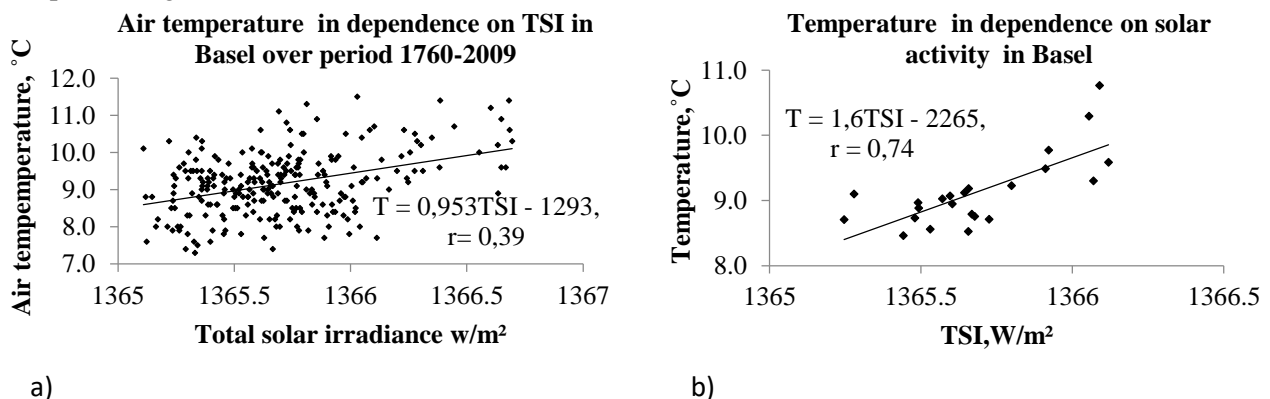 Air temperature in dependence on TSI in
Basel over period 1760-2009
Air temperature, ˚C
12.0
11.0
10.0
9.0
8.0
7.0
T = 0,953TSI - 1293,
r= 0,39
1365
1365.5
1366
1366.5
1367
Total solar irradiance w/m²
a)
Temperature in dependence on solar
activity in Basel
Temperature,˚C
11.0
10.0
9.0
8.0
T = 1,6TSI - 2265,
r = 0,74
1365
1365.5
1366
1366.5
TSI,W/m²
b)